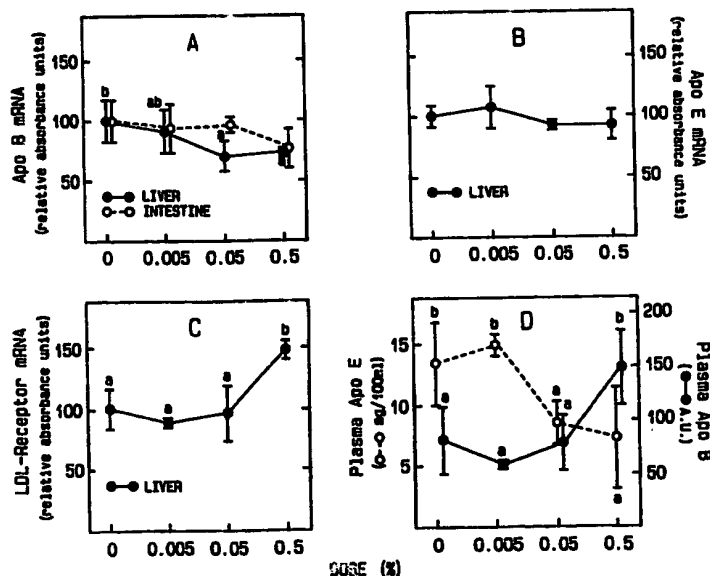 A
Apo B mRNA
(relative absorbance units)
150
100
50
b
ab
a
LIVER
INTESTINE
0 0.005 0.05 0.5
B
Apo E mRNA
(relative absorbance units)
150
100
50
LIVER
0 0.005 0.05 0.5
C
LDL-Receptor mRNA
(relative absorbance units)
150
100
50
a
a
a
b
LIVER
0 0.005 0.05 0.5
D
Plasma Apo E
mg/100ml)
15
10
5
b
b
a
a
a
a
a
b
200
150
100
50
Plasma Apo B
A.U.)
0 0.005 0.05 0.5
DOSE (%)